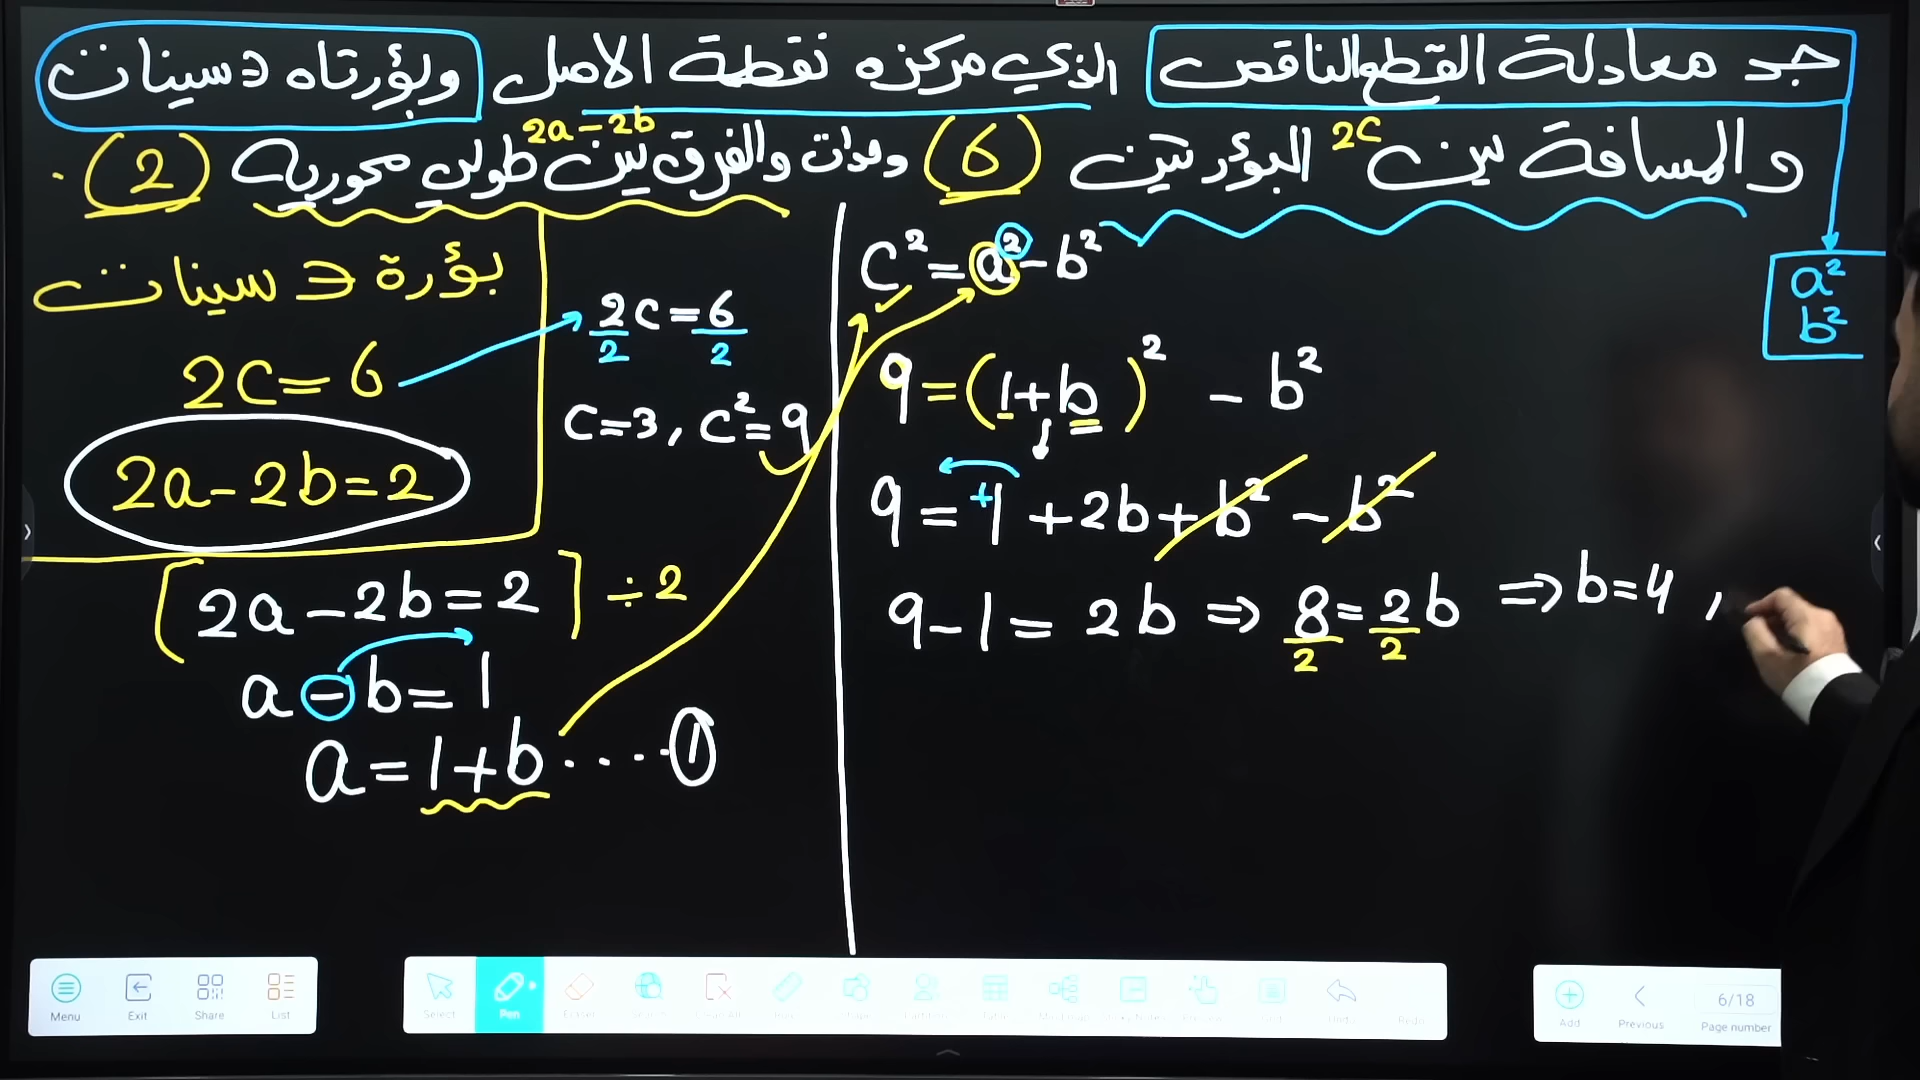 جد معادلة القطع الناقص الذي مركزه نقطة الاصل وبؤرتاه ∋ سينات
والمسافة بين 2C البؤرتين (6) وحدات والفرق بين 2a-2b طولي محوريه (2).
بؤرة ∋ سينات
2C=6
2a-2b=2
[2a-2b=2] ÷2
a-b=1
a=1+b....①
2c=6
2 2
c=3, c²=9
c²=a²-b²
9=(1+b)² - b²
9=+1+2b+b²-b²
9-1=2b ⇒ 8=2b ⇒ b=4 ,
2 2
a²
b²
Menu Exit Share List
Select Pen Eraser Undo Redo
Add Previous 6/18 Page number